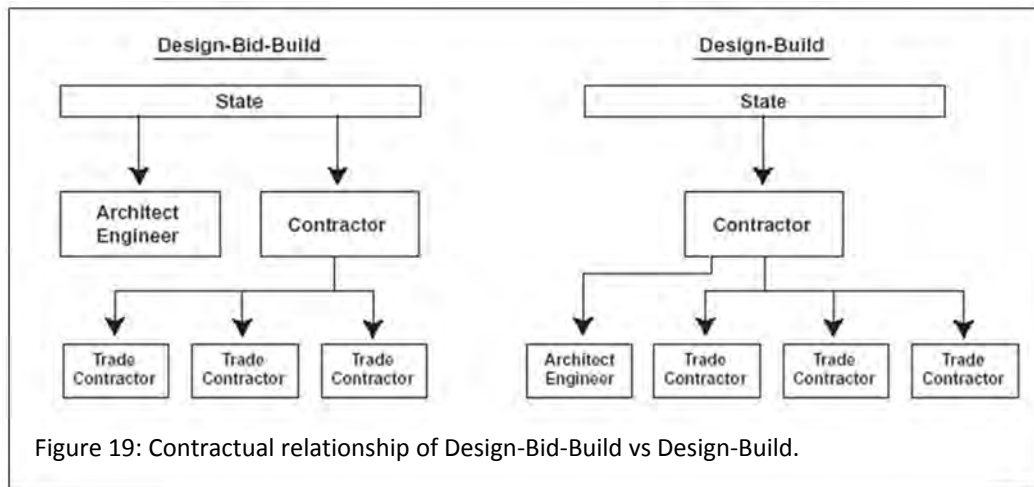 Design-Bid-Build
State
Architect
Engineer
Contractor
Trade
Contractor
Trade
Contractor
Trade
Contractor
Design-Build
State
Contractor
Architect
Engineer
Trade
Contractor
Trade
Contractor
Trade
Contractor
Figure 19: Contractual relationship of Design-Bid-Build vs Design-Build.